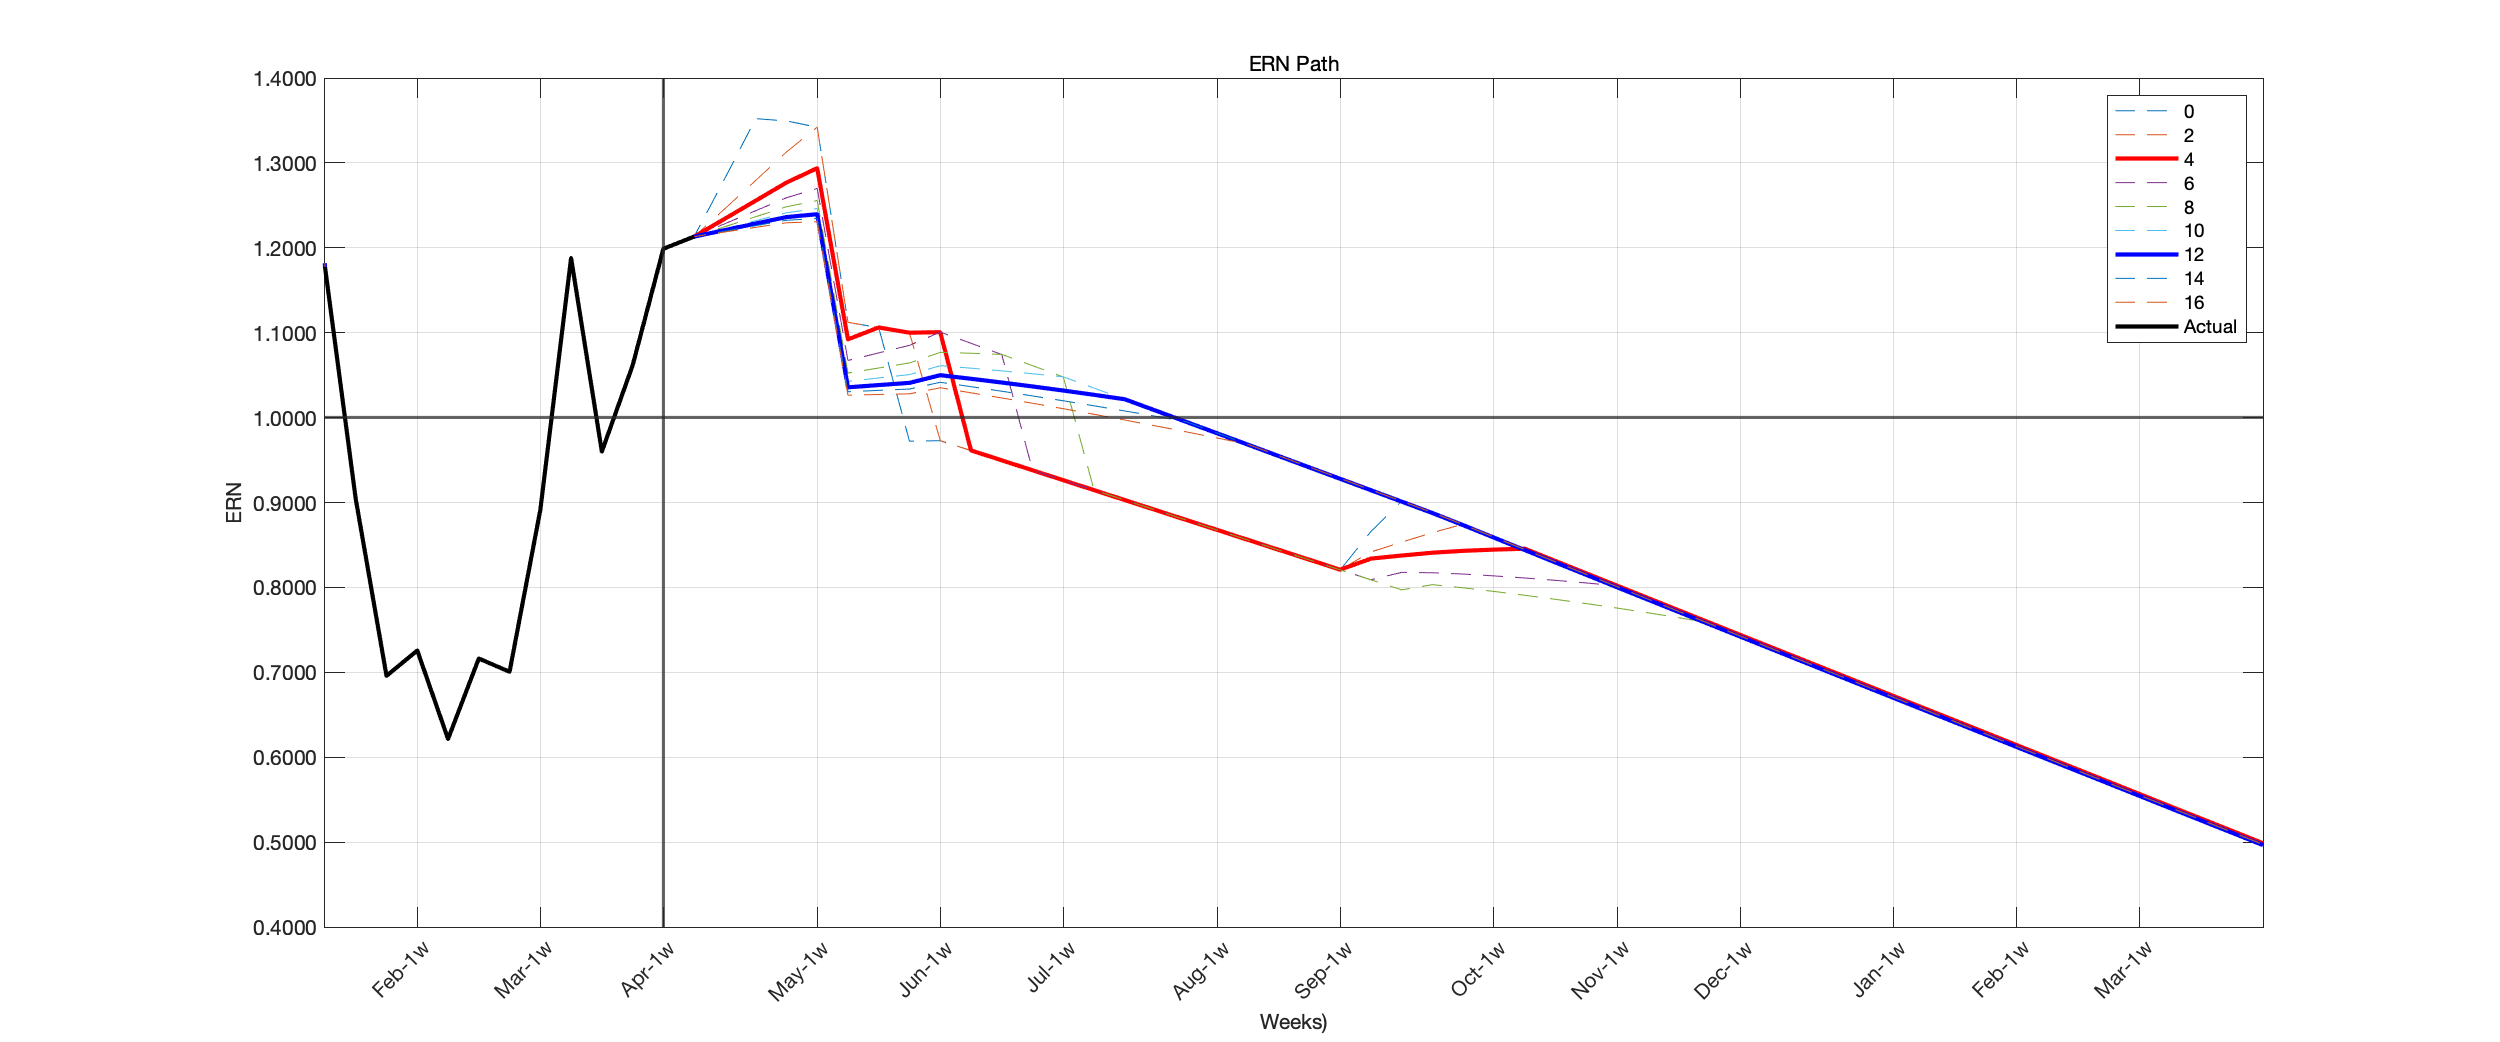 ERN Path
1.4000
1.3000
1.2000
1.1000
1.0000
0.9000
0.8000
0.7000
0.6000
0.5000
0.4000
ERN
0
2
4
6
8
10
12
14
16
Actual
Feb-1w
Mar-1w
Apr-1w
May-1w
Jun-1w
Jul-1w
Aug-1w
Sep-1w
Oct-1w
Nov-1w
Dec-1w
Jan-1w
Feb-1w
Mar-1w
Weeks)